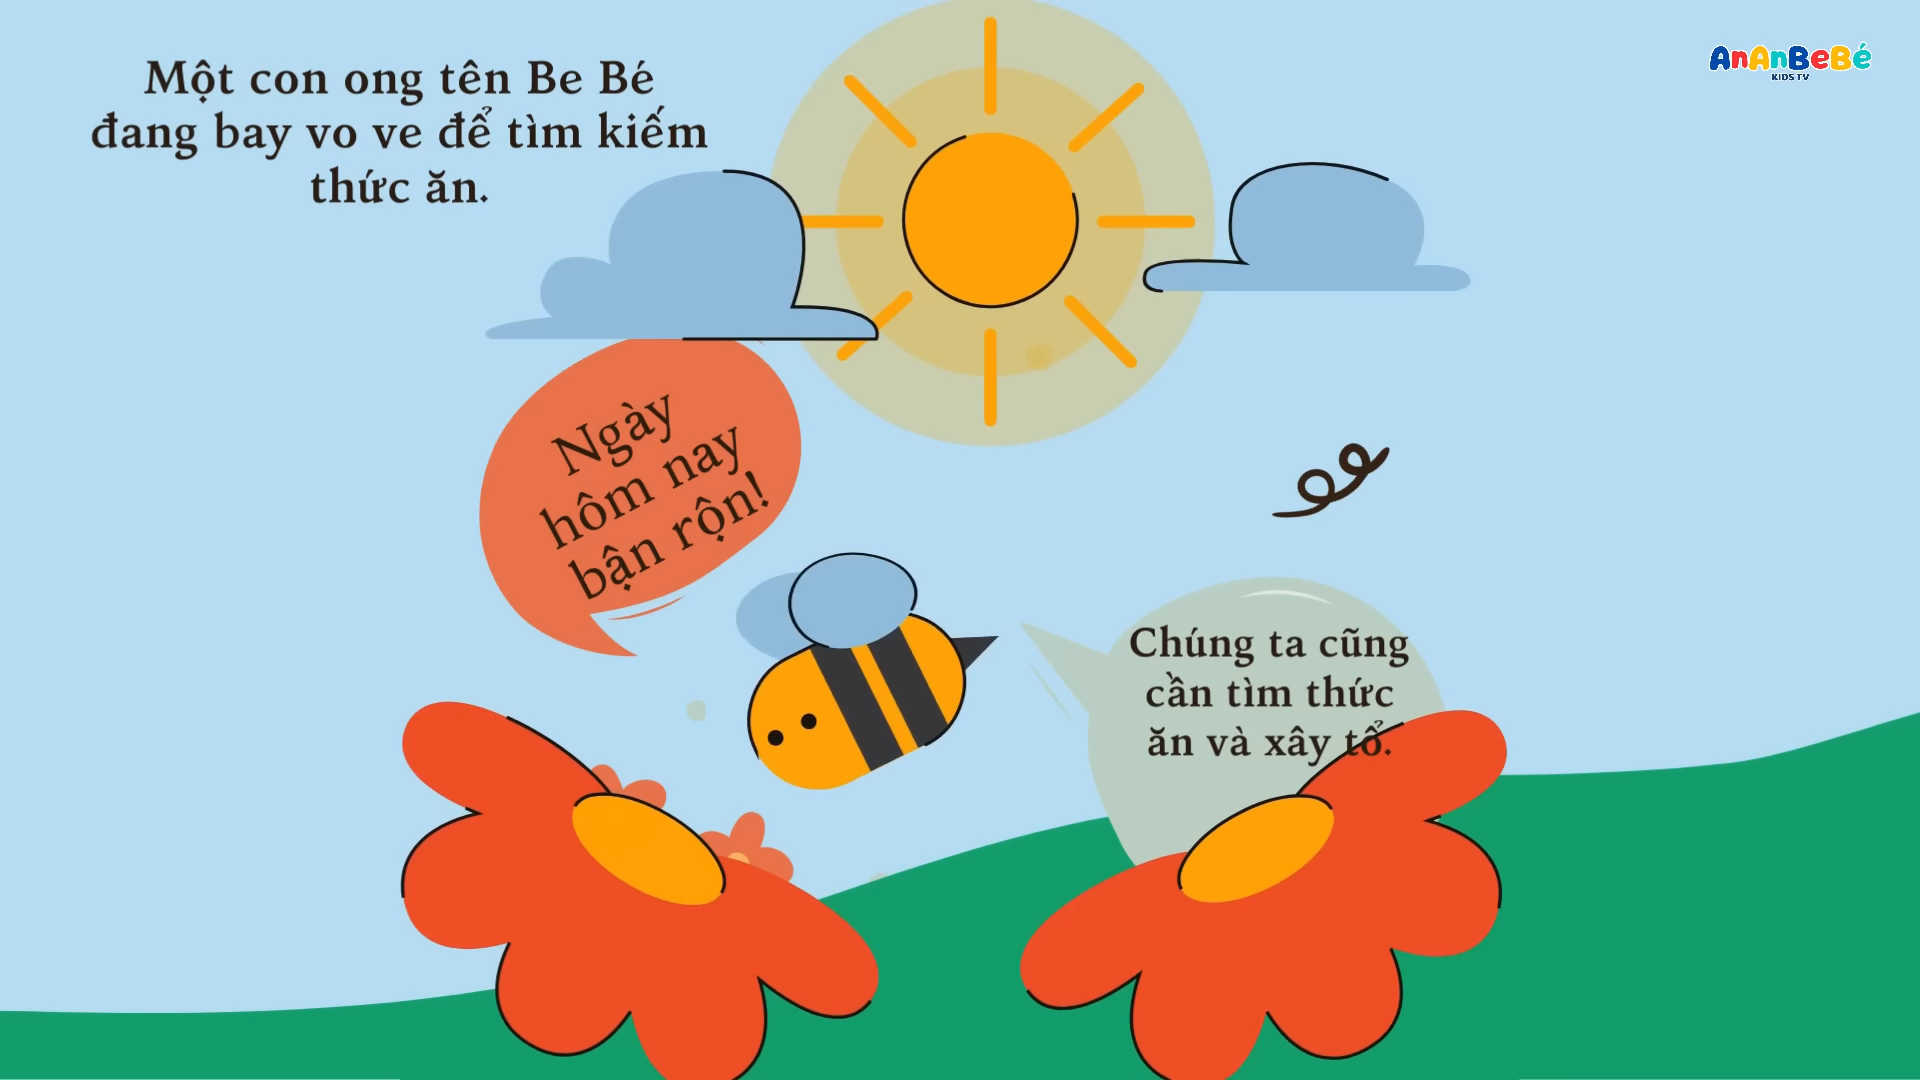 Một con ong tên Be Bé
đang bay vo ve để tìm kiếm
thức ăn.
AnAnBeBé
KIDS TV
Ngày
hôm nay
bận rộn!
Chúng ta cũng
cần tìm thức
ăn và xây tổ.